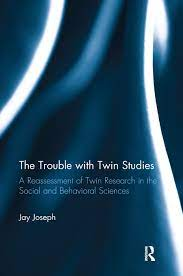 The Trouble with Twin Studies
A Reassessment of Twin Research in the
Social and Behavioral Sciences
Jay Joseph
R